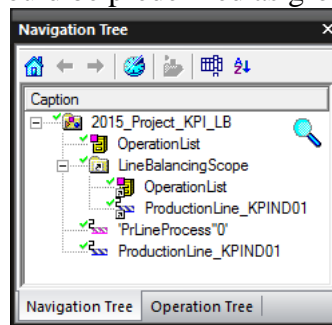 Navigation Tree
Caption
2015_Project_KPI_LB
OperationList
LineBalancingScope
OperationList
ProductionLine_KPIND01
'PrLineProcess"0'
ProductionLine_KPIND01
Navigation Tree Operation Tree